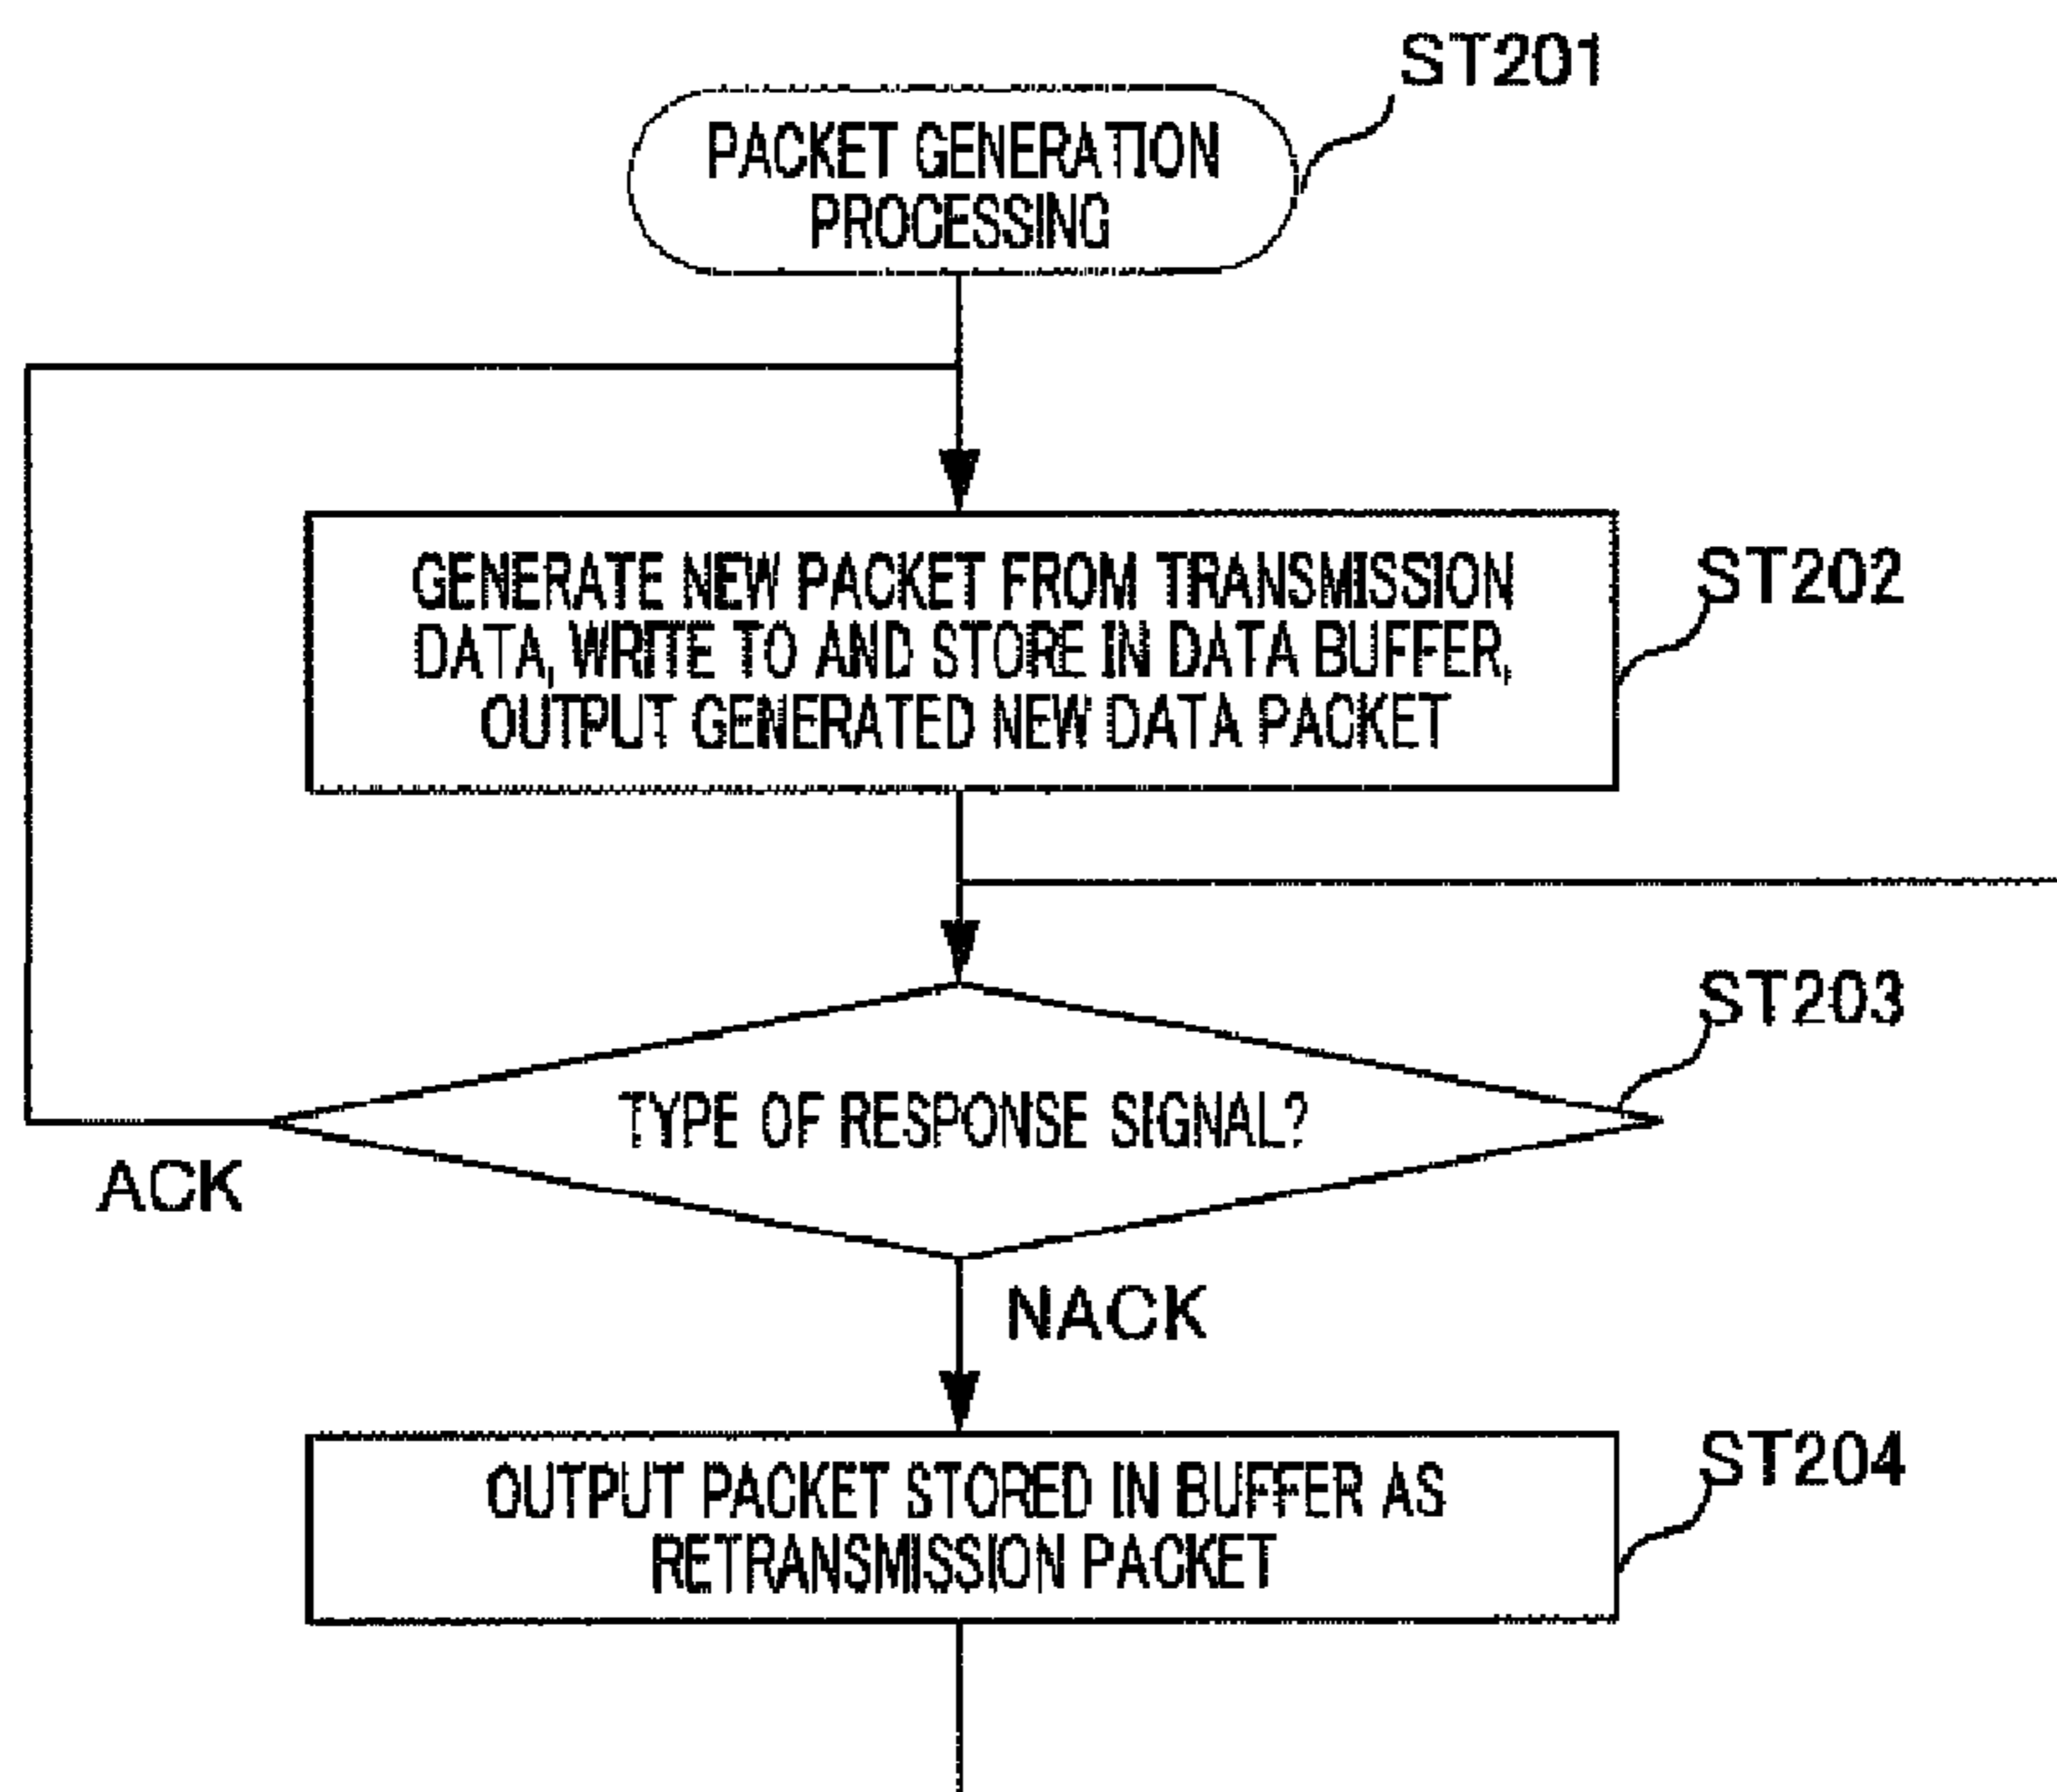 ST201
PACKET GENERATION
PROCESSING
GENERATE NEW PACKET FROM TRANSMISSION
DATA, WRITE TO AND STORE IN DATA BUFFER,
OUTPUT GENERATED NEW DATA PACKET
ST202
ST203
TYPE OF RESPONSE SIGNAL?
ACK
NACK
OUTPUT PACKET STORED IN BUFFER AS
RETRANSMISSION PACKET
ST204